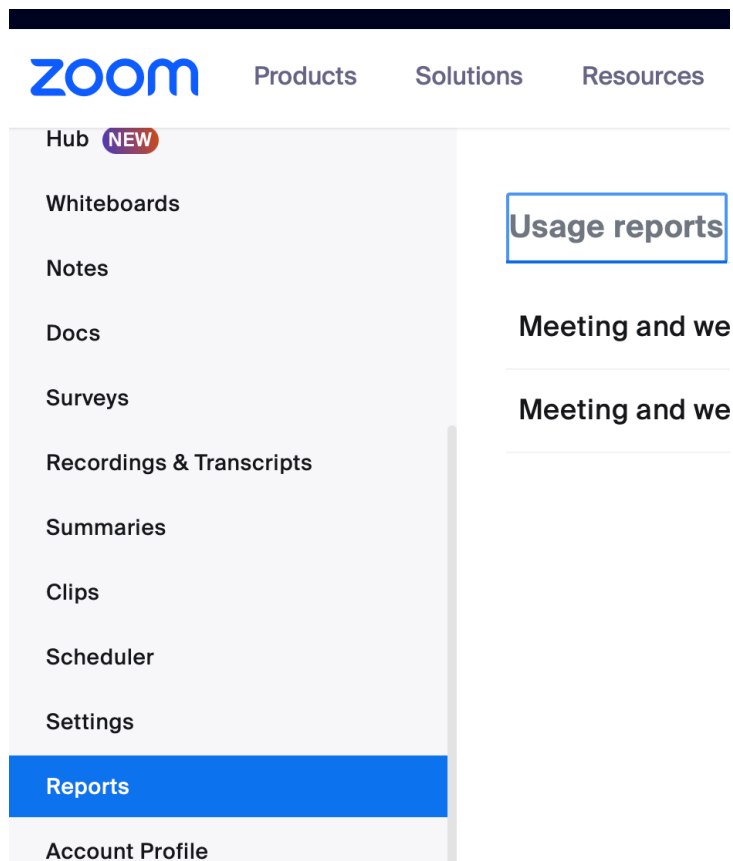 zoom Products Solutions Resources
Hub NEW
Whiteboards
Notes
Docs
Surveys
Recordings & Transcripts
Summaries
Clips
Scheduler
Settings
Reports
Account Profile
Usage reports
Meeting and we
Meeting and we